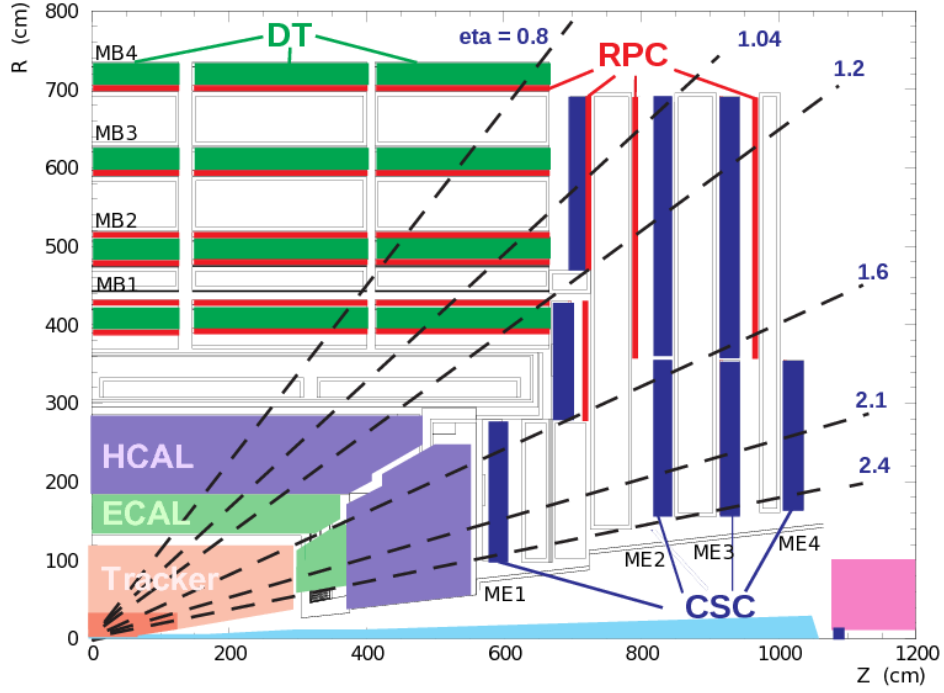 R (cm)
800
700
600
500
400
300
200
100
0
MB4
DT
eta = 0.8
RPC
1.04
1.2
MB3
MB2
MB1
1.6
2.1
2.4
HCAL
ECAL
Tracker
ME1
ME2
ME3
ME4
CSC
0
200
400
600
800
1000
1200
Z (cm)